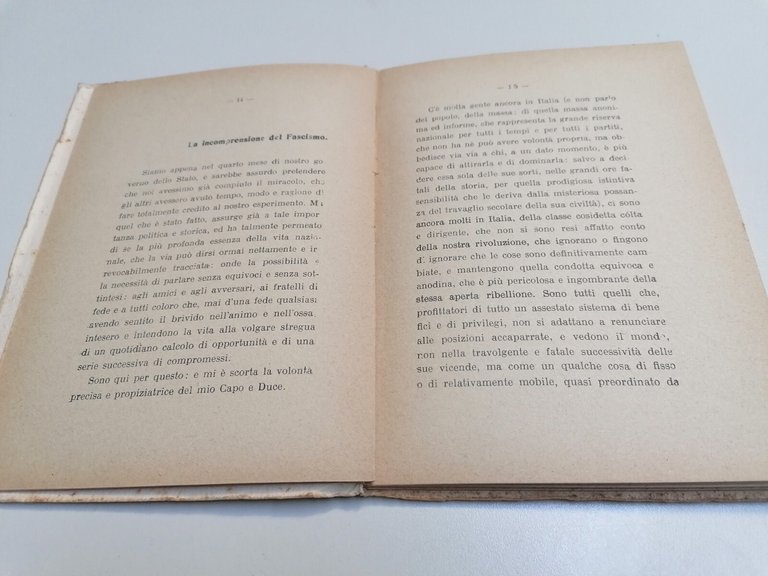 — 14 —
La incomprensione del Fascismo.
Siamo appena nel quarto mese di nostro go
verno dello Stato, e sarebbe assurdo pretendere
che noi avessimo già compiuto il miracolo, che
gli altri avessero avuto tempo, modo e ragione di
fare totalmente credito al nostro esperimento. M
quel che è stato fatto, assurge già a tale impor
tanza politica e storica, ed ha talmente permeato
di se la più profonda essenza della vita nazio
nale, che la via può dirsi ormai nettamente e ir
revocabilmente tracciata: onde la possibilità e
la necessità di parlare senza equivoci e senza sot-
tintesi: agli amici e agli avversari, ai fratelli di
fede e a tutti coloro che, mai d'una fede qualsiasi
avendo sentito il brivido nell'animo e nell'ossa
intesero e intendono la vita alla volgare stregua
di un quotidiano calcolo di opportunità e di una
serie successiva di compromessi.
Sono qui per questo: e mi è scorta la volontà
precisa e propiziatrice del mio Capo e Duce.
— 15 —
C'è molta gente ancora in Italia (e non parlo
del popolo, della massa: di quella massa anoni-
ma ed informe, che rappresenta la grande riserva
nazionale per tutti i tempi e per tutti i partiti,
che non ha nè può avere volontà propria, ma ob-
bedisce via via a chi, a un dato momento, è più
capace di attirarla e di dominarla: salvo a deci-
dere essa sola delle sue sorti, nelle grandi ore fa-
tali della storia, per quella prodigiosa istintiva
sensibilità che le deriva dalla misteriosa possan-
za del travaglio secolare della sua civiltà), ci so
ancora molti in Italia, della classe cosidetta còlta
e dirigente, che non si sono resi affatto conto
della nostra rivoluzione, che ignorano o fingono
d' ignorare che le cose sono definitivamente cam-
biate, e mantengono quella condotta equivoca e
anodina, che è più pericolosa e ingombrante della
stessa aperta ribellione. Sono tutti quelli che,
profittatori di tutto un assestato sistema di bene
fici e di privilegi, non si adattano a renunciare
alle posizioni accaparrate, e vedono il mond
non nella travolgente e fatale successività delle
sue vicende, ma come un qualche cosa di fisso
o di relativamente mobile, quasi preordinato da